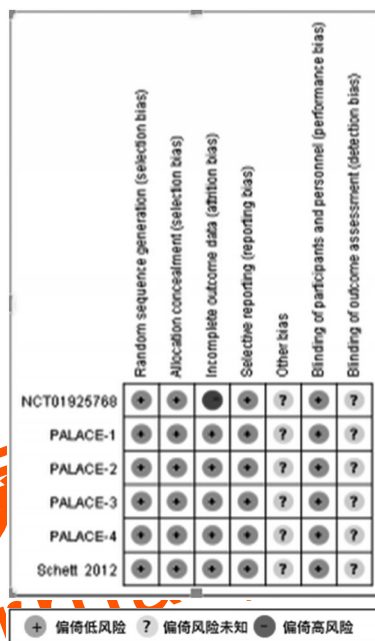 Random sequence generation (selection bias)
Allocation concealment (selection bias)
Incomplete outcome data (attrition bias)
Selective reporting (reporting bias)
Other bias
Blinding of participants and personnel (performance bias)
Blinding of outcome assessment (detection bias)
NCT01925768 + + - + ? + ?
PALACE-1 + + + + ? + ?
PALACE-2 + + + + ? + ?
PALACE-3 + + + + ? + ?
PALACE-4 + + + + ? + ?
Schett 2012 + + + + ? + ?
+ 偏倚低风险 ? 偏倚风险未知 - 偏倚高风险